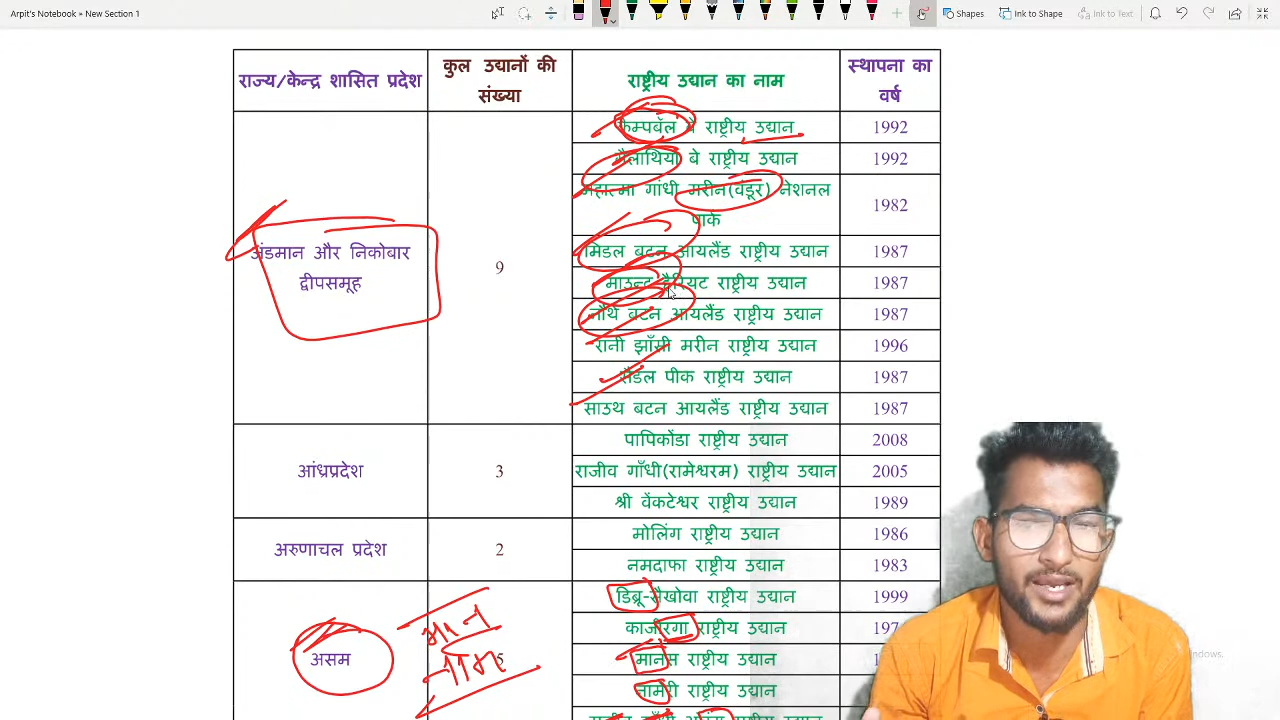 Arpit's Notebook » New Section 1
Shapes
Ink to Shape
Ink to Text
राज्य/केन्द्र शासित प्रदेश
कुल उद्यानों की
संख्या
राष्ट्रीय उद्यान का नाम
स्थापना का
वर्ष
कैम्पबॅल बे राष्ट्रीय उद्यान 1992
गैलाथिया बे राष्ट्रीय उद्यान 1992
महात्मा गांधी मरीन(वंडूर) नेशनल
पार्क 1982
अंडमान और निकोबार
द्वीपसमूह
9
मिडल बटन आयलैंड राष्ट्रीय उद्यान 1987
माउन्ट हैरियट राष्ट्रीय उद्यान 1987
नॉर्थ बटन आयलैंड राष्ट्रीय उद्यान 1987
रानी झाँसी मरीन राष्ट्रीय उद्यान 1996
सैडल पीक राष्ट्रीय उद्यान 1987
साउथ बटन आयलैंड राष्ट्रीय उद्यान 1987
आंध्रप्रदेश
3
पापिकोंडा राष्ट्रीय उद्यान 2008
राजीव गाँधी(रामेश्वरम) राष्ट्रीय उद्यान 2005
श्री वेंकटेश्वर राष्ट्रीय उद्यान 1989
अरुणाचल प्रदेश
2
मोलिंग राष्ट्रीय उद्यान 1986
नमदाफा राष्ट्रीय उद्यान 1983
असम
5
मान
डिब्रू-सैखोवा राष्ट्रीय उद्यान 1999
काजीरंगा राष्ट्रीय उद्यान
मानस राष्ट्रीय उद्यान
नामेरी राष्ट्रीय उद्यान